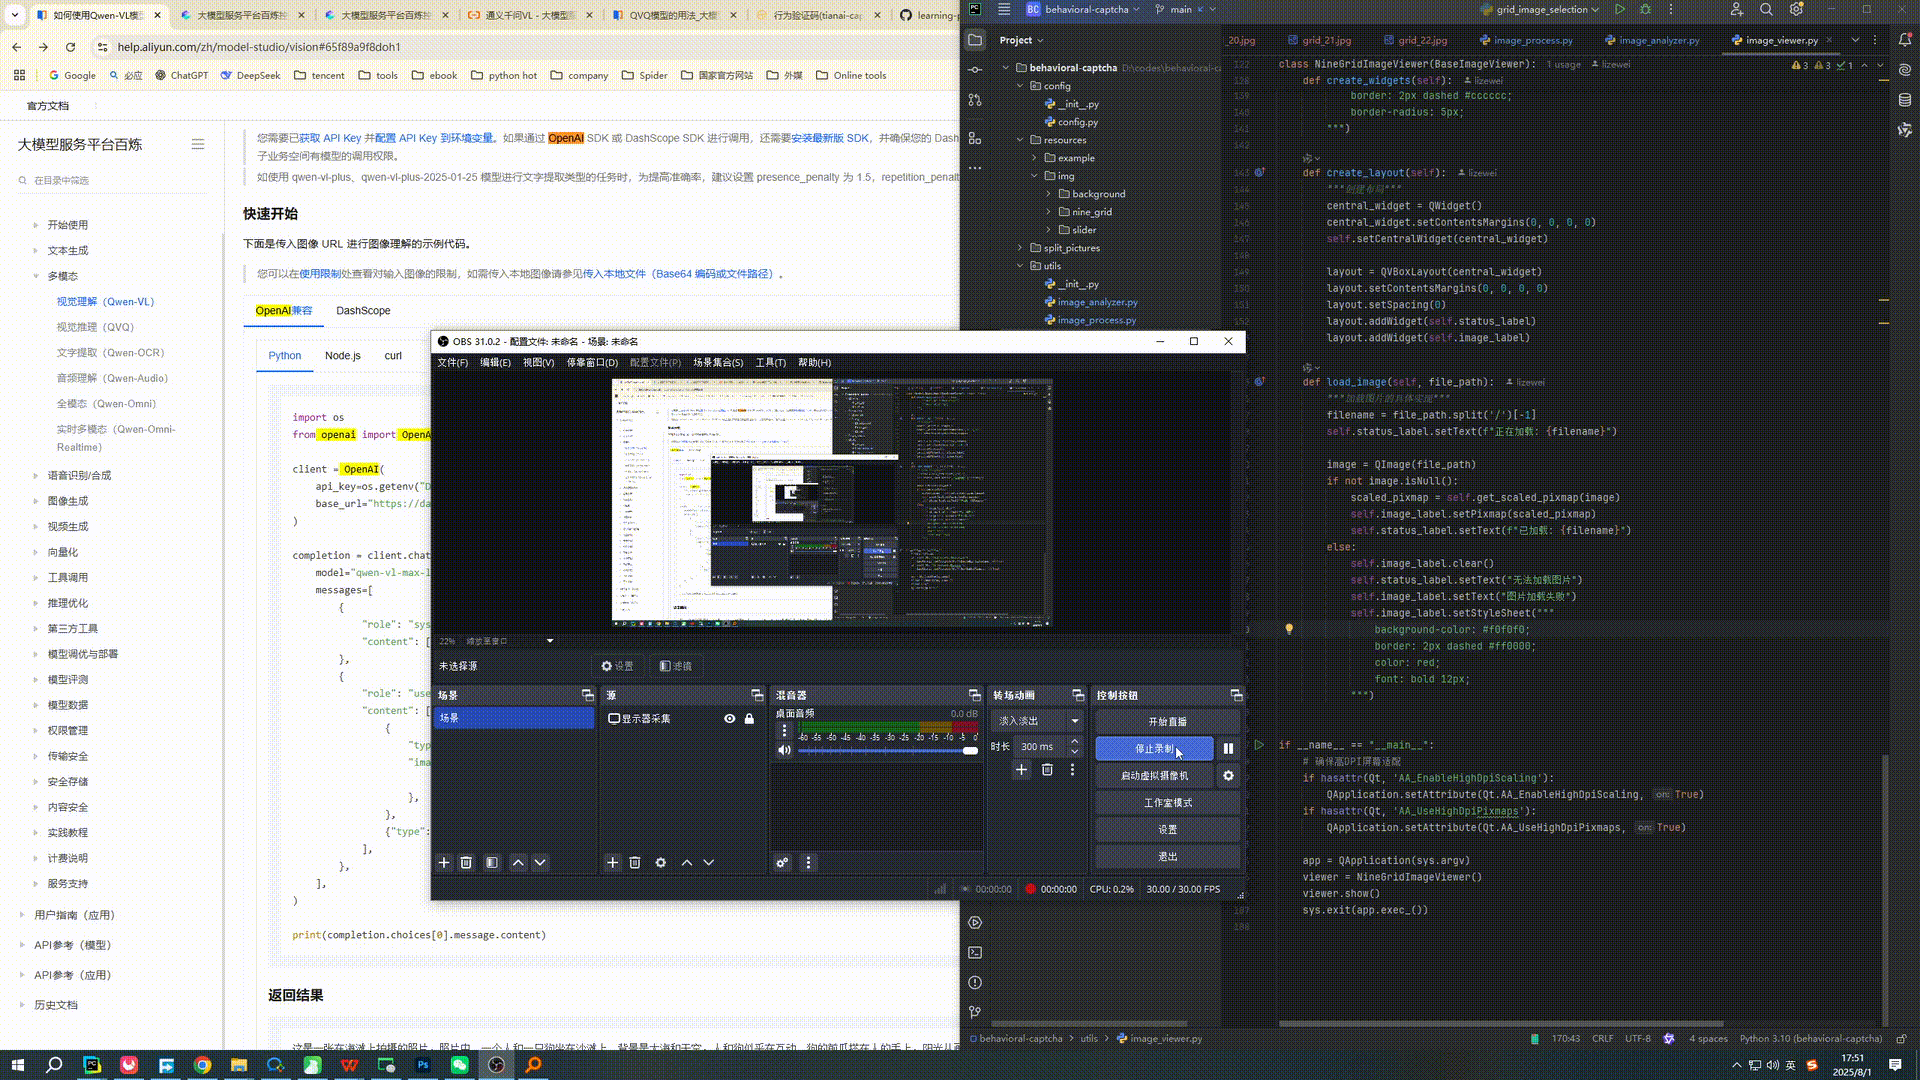 如何使用Qwen-VL模
大模型服务平台百炼控
大模型服务平台百炼控
通义千问VL - 大模型服
QVQ模型的用法_大模
行为验证码(tianai-ca
learning-p
help.aliyun.com/zh/model-studio/vision#65f89a9f8doh1
Google
必应
ChatGPT
DeepSeek
tencent
tools
ebook
python hot
company
Spider
国家官方网站
外媒
Online tools
官方文档
大模型服务平台百炼
在目录中筛选
开始使用
文本生成
多模态
视觉理解（Qwen-VL）
视觉推理（QVQ）
文字提取（Qwen-OCR）
音频理解（Qwen-Audio）
全模态（Qwen-Omni）
实时多模态（Qwen-Omni-
Realtime）
语音识别/合成
图像生成
视频生成
向量化
工具调用
推理优化
第三方工具
模型调优与部署
模型评测
模型数据
权限管理
传输安全
安全存储
内容安全
实践教程
计费说明
服务支持
用户指南（应用）
API参考（模型）
API参考（应用）
历史文档
您需要已获取 API Key 并配置 API Key 到环境变量。如果通过 OpenAI SDK 或 DashScope SDK 进行调用，还需要安装最新版 SDK，并确保您的 Dash
子业务空间有模型的调用权限。
如使用 qwen-vl-plus、qwen-vl-plus-2025-01-25 模型进行文字提取类型的任务时，为提高准确率，建议设置 presence_penalty 为 1.5，repetition_penalt
快速开始
下面是传入图像 URL 进行图像理解的示例代码。
您可以在使用限制处查看对输入图像的限制，如需传入本地图像请参见传入本地文件（Base64 编码或文件路径）。
OpenAI兼容
DashScope
Python
Node.js
curl
import os
from openai import OpenA
client = OpenAI(
api_key=os.getenv("D
base_url="https://da
)
completion = client.chat
model="qwen-vl-max-l
messages=[
{
"role": "sys
"content": [
},
{
"role": "use
"content": [
{
"typ
"ima
},
},
{"type":
],
},
],
)
print(completion.choices[0].message.content)
返回结果
这是一张在海滩上拍摄的照片。照片中，一个人和一只狗坐在沙滩上，背景是大海和天空。人和狗似乎在互动，狗的前爪搭在人的手上。阳光从画
OBS 31.0.2 - 配置文件: 未命名 - 场景: 未命名
文件(F)
编辑(E)
视图(V)
停靠窗口(D)
配置文件(P)
场景集合(S)
工具(T)
帮助(H)
22%
缩放至窗口
未选择源
设置
滤镜
场景
源
混音器
转场动画
控制按钮
场景
显示器采集
桌面音频
0.0 dB
-60 -55 -50 -45 -40 -35 -30 -25 -20 -15 -10 -5 0
淡入淡出
时长
300 ms
开始直播
停止录制
启动虚拟摄像机
工作室模式
设置
退出
00:00:00
00:00:00
CPU: 0.2%
30.00 / 30.00 FPS
BC
behavioral-captcha
main
grid_image_selection
Project
_20.jpg
grid_21.jpg
grid_22.jpg
image_process.py
image_analyzer.py
image_viewer.py
behavioral-captcha D:\codes\behavioral-c
config
__init__.py
config.py
resources
example
img
background
nine_grid
slider
split_pictures
utils
__init__.py
image_analyzer.py
image_process.py
class NineGridImageViewer(BaseImageViewer): 1 usage lizewei
3 3 1
def create_widgets(self): lizewei
border: 2px dashed #cccccc;
border-radius: 5px;
""")
def create_layout(self): lizewei
"""创建布局"""
central_widget = QWidget()
central_widget.setContentsMargins(0, 0, 0, 0)
self.setCentralWidget(central_widget)
layout = QVBoxLayout(central_widget)
layout.setContentsMargins(0, 0, 0, 0)
layout.setSpacing(0)
layout.addWidget(self.status_label)
layout.addWidget(self.image_label)
def load_image(self, file_path): lizewei
"""加载图片的具体实现"""
filename = file_path.split('/')[-1]
self.status_label.setText(f"正在加载: {filename}")
image = QImage(file_path)
if not image.isNull():
scaled_pixmap = self.get_scaled_pixmap(image)
self.image_label.setPixmap(scaled_pixmap)
self.status_label.setText(f"已加载: {filename}")
else:
self.image_label.clear()
self.status_label.setText("无法加载图片")
self.image_label.setText("图片加载失败")
self.image_label.setStyleSheet("""
background-color: #f0f0f0;
border: 2px dashed #ff0000;
color: red;
font: bold 12px;
""")
if __name__ == "__main__":
# 确保高DPI屏幕适配
if hasattr(Qt, 'AA_EnableHighDpiScaling'):
QApplication.setAttribute(Qt.AA_EnableHighDpiScaling, on: True)
if hasattr(Qt, 'AA_UseHighDpiPixmaps'):
QApplication.setAttribute(Qt.AA_UseHighDpiPixmaps, on: True)
app = QApplication(sys.argv)
viewer = NineGridImageViewer()
viewer.show()
sys.exit(app.exec_())
behavioral-captcha
utils
image_viewer.py
170:43
CRLF
UTF-8
4 spaces
Python 3.10 (behavioral-captcha)
英
17:51
2025/8/1